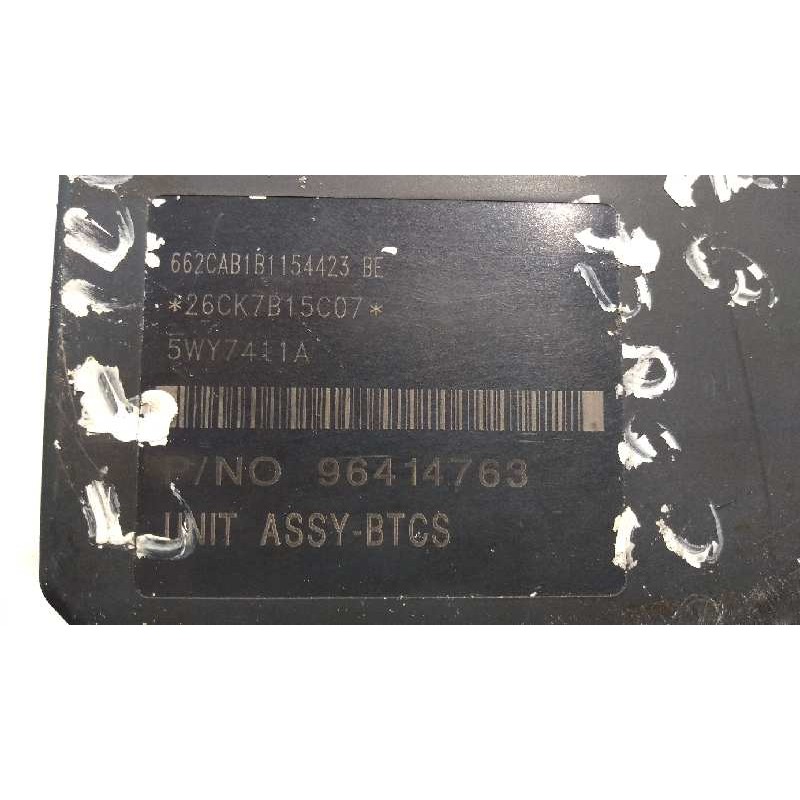 662CAB1B1154423 BE
*26CK7B15C07*
5WY7411A
P/NO 96414763
UNIT ASSY-BTCS